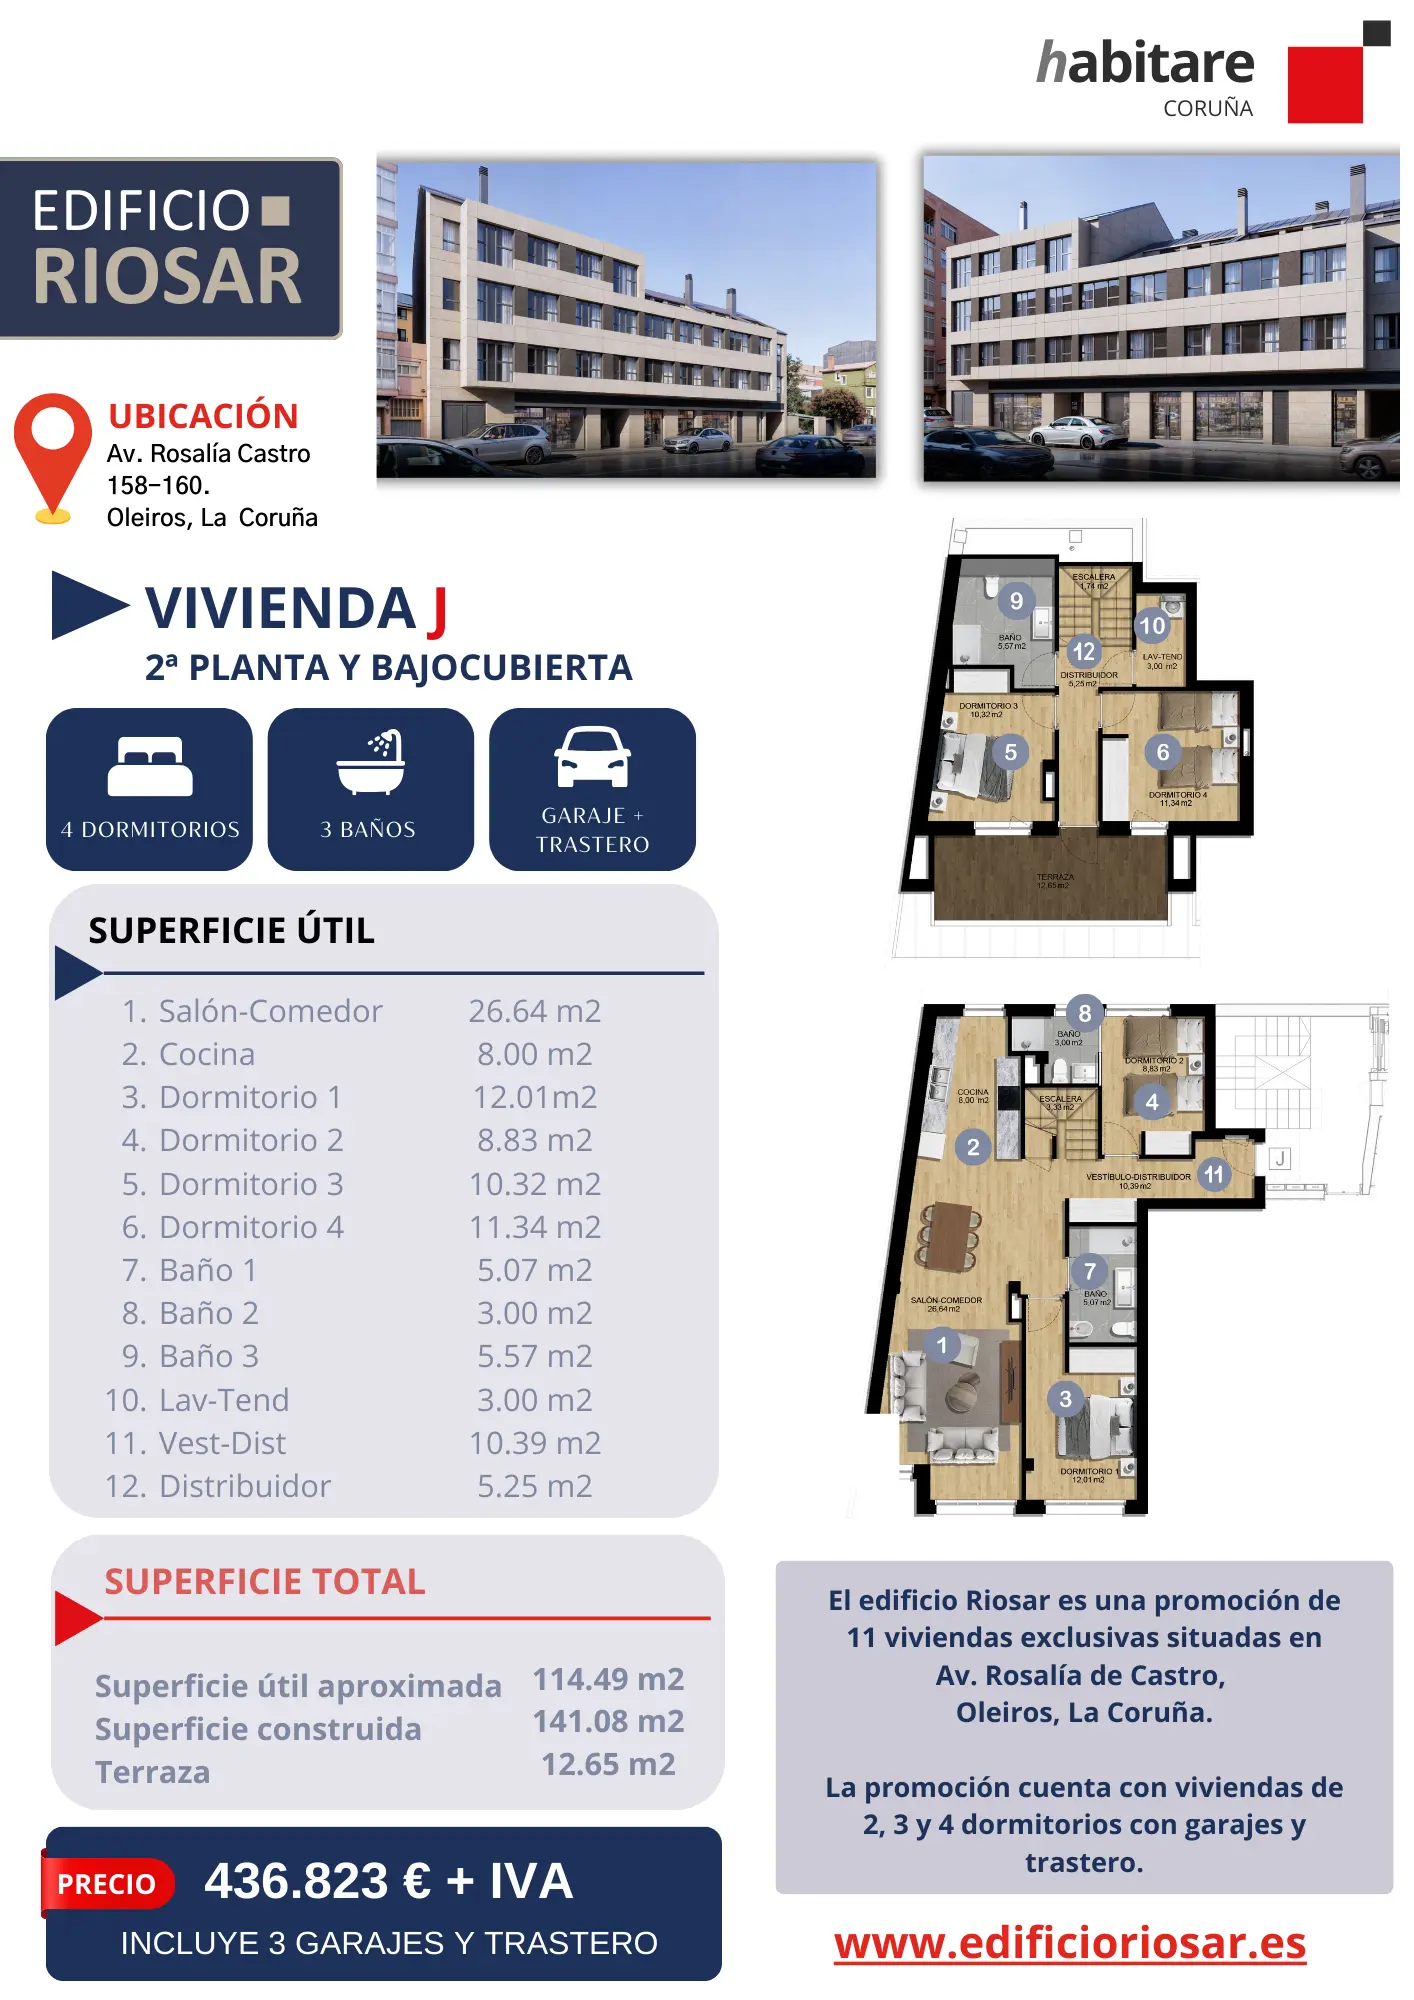 habitare
CORUÑA
EDIFICIO
RIOSAR
UBICACIÓN
Av. Rosalía Castro
158-160.
Oleiros, La Coruña
VIVIENDA J
2ª PLANTA Y BAJOCUBIERTA
4 DORMITORIOS
3 BAÑOS
GARAJE +
TRASTERO
SUPERFICIE ÚTIL
1. Salón-Comedor 26.64 m2
2. Cocina 8.00 m2
3. Dormitorio 1 12.01m2
4. Dormitorio 2 8.83 m2
5. Dormitorio 3 10.32 m2
6. Dormitorio 4 11.34 m2
7. Baño 1 5.07 m2
8. Baño 2 3.00 m2
9. Baño 3 5.57 m2
10. Lav-Tend 3.00 m2
11. Vest-Dist 10.39 m2
12. Distribuidor 5.25 m2
SUPERFICIE TOTAL
Superficie útil aproximada 114.49 m2
Superficie construida 141.08 m2
Terraza 12.65 m2
PRECIO
436.823 € + IVA
INCLUYE 3 GARAJES Y TRASTERO
ESCALERA
1,74 m2
9
BAÑO
5,57 m2
10
LAV-TEND
3,00 m2
12
DISTRIBUIDOR
5,25 m2
DORMITORIO 3
10,32 m2
5
6
DORMITORIO 4
11,34 m2
TERRAZA
12,65 m2
8
BAÑO
3,00 m2
DORMITORIO 2
8,83 m2
4
COCINA
8,00 m2
ESCALERA
3,33 m2
2
VESTÍBULO-DISTRIBUIDOR
10,39 m2
11
J
7
BAÑO
5,07 m2
SALÓN-COMEDOR
26,64 m2
1
3
DORMITORIO 1
12,01 m2
El edificio Riosar es una promoción de
11 viviendas exclusivas situadas en
Av. Rosalía de Castro,
Oleiros, La Coruña.
La promoción cuenta con viviendas de
2, 3 y 4 dormitorios con garajes y
trastero.
www.edificioriosar.es